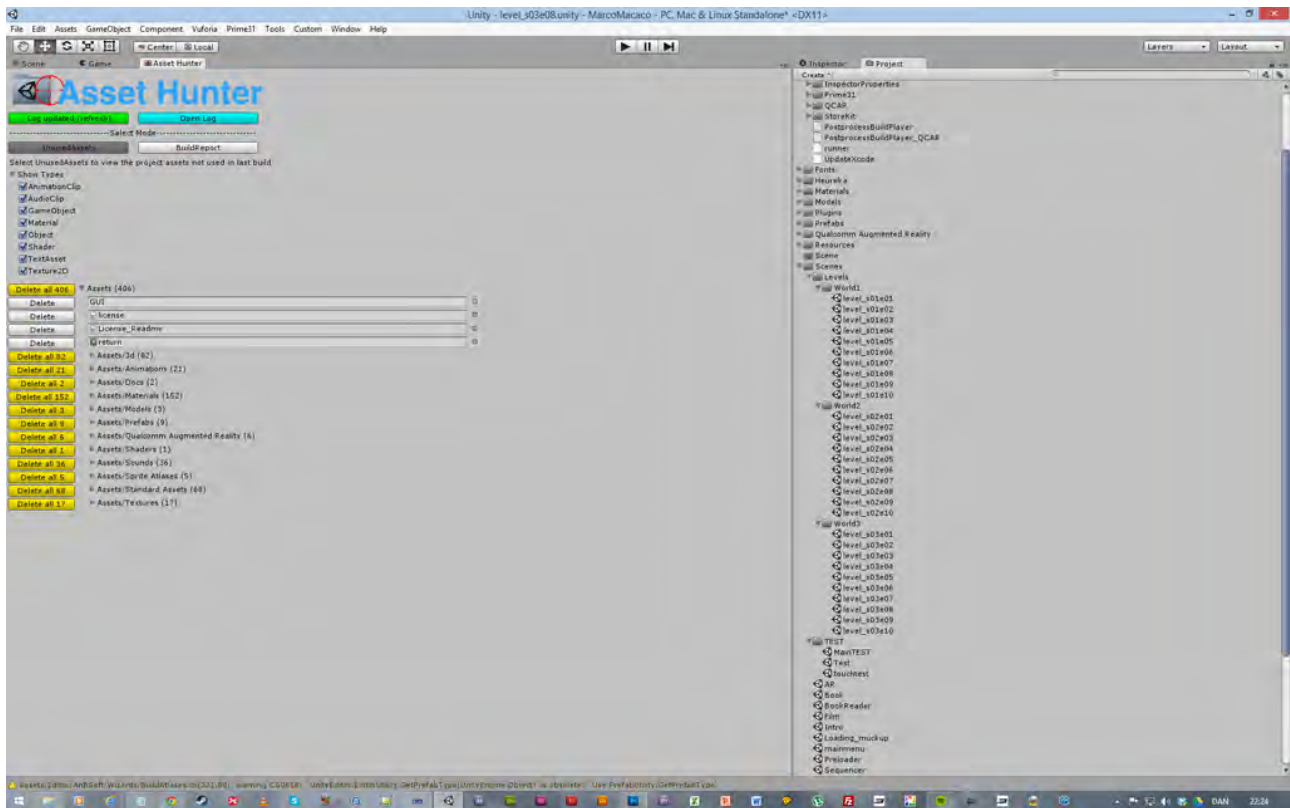 Unity - level_s03e08.unity - MarcoMacaco - PC, Mac & Linux Standalone* <DX11>
File Edit Assets GameObject Component Vuforia Prime31 Tools Custom Window Help
Center Local
Layers Layout
Scene Game Asset Hunter
Asset Hunter
Log updated (refresh) Open Log
Select Mode
UnusedAssets BuildReport
Select UnusedAssets to view the project assets not used in last build
Show Types
AnimationClip
AudioClip
GameObject
Material
Object
Shader
TextAsset
Texture2D
Delete all 406 Assets (406)
Delete GUI
Delete license
Delete License_Readme
Delete return
Delete all 82 Assets/3d (82)
Delete all 21 Assets/Animations (21)
Delete all 2 Assets/Docs (2)
Delete all 152 Assets/Materials (152)
Delete all 3 Assets/Models (3)
Delete all 9 Assets/Prefabs (9)
Delete all 6 Assets/Qualcomm Augmented Reality (6)
Delete all 1 Assets/Shaders (1)
Delete all 36 Assets/Sounds (36)
Delete all 5 Assets/Sprite Atlases (5)
Delete all 68 Assets/Standard Assets (68)
Delete all 17 Assets/Textures (17)
Inspector Project
Create
InspectorProperties
Prime31
QCAR
StoreKit
PostprocessBuildPlayer
PostprocessBuildPlayer_QCAR
runner
UpdateXcode
Fonts
Heureka
Materials
Models
Plugins
Prefabs
Qualcomm Augmented Reality
Resources
Scene
Scenes
Levels
World1
level_s01e01
level_s01e02
level_s01e03
level_s01e04
level_s01e05
level_s01e06
level_s01e07
level_s01e08
level_s01e09
level_s01e10
World2
level_s02e01
level_s02e02
level_s02e03
level_s02e04
level_s02e05
level_s02e06
level_s02e07
level_s02e08
level_s02e09
level_s02e10
World3
level_s03e01
level_s03e02
level_s03e03
level_s03e04
level_s03e05
level_s03e06
level_s03e07
level_s03e08
level_s03e09
level_s03e10
TEST
MainTEST
Test
touchtest
AR
Book
BookReader
Film
Intro
Loading_mockup
mainmenu
Preloader
Sequencer
warning is obsolete: Use
DAN 22:24